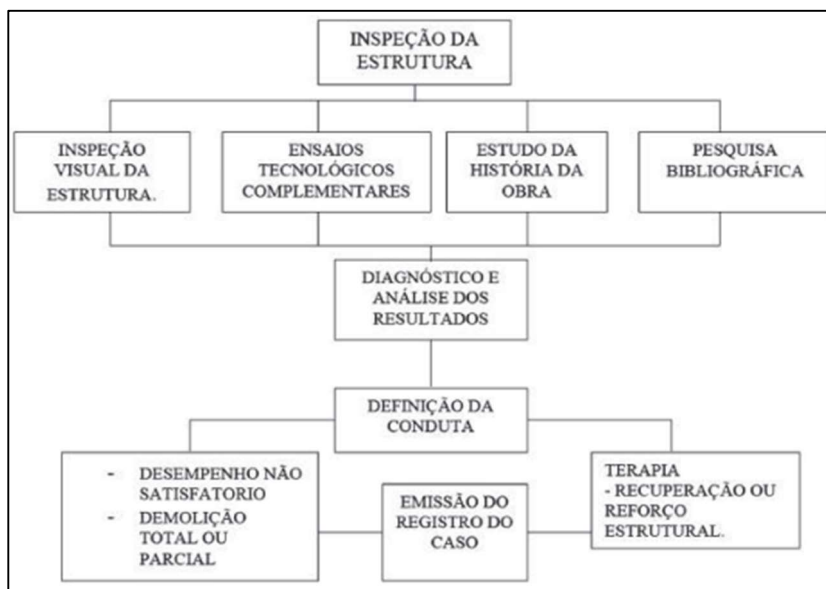 INSPEÇÃO DA
ESTRUTURA
INSPEÇÃO
VISUAL DA
ESTRUTURA.
ENSAIOS
TECNOLÓGICOS
COMPLEMENTARES
ESTUDO DA
HISTÓRIA DA
OBRA
PESQUISA
BIBLIOGRÁFICA
DIAGNÓSTICO E
ANÁLISE DOS
RESULTADOS
DEFINIÇÃO DA
CONDUTA
- DESEMPENHO NÃO
SATISFATORIO
- DEMOLIÇÃO
TOTAL OU
PARCIAL
EMISSÃO DO
REGISTRO DO
CASO
TERAPIA
- RECUPERAÇÃO OU
REFORÇO
ESTRUTURAL.